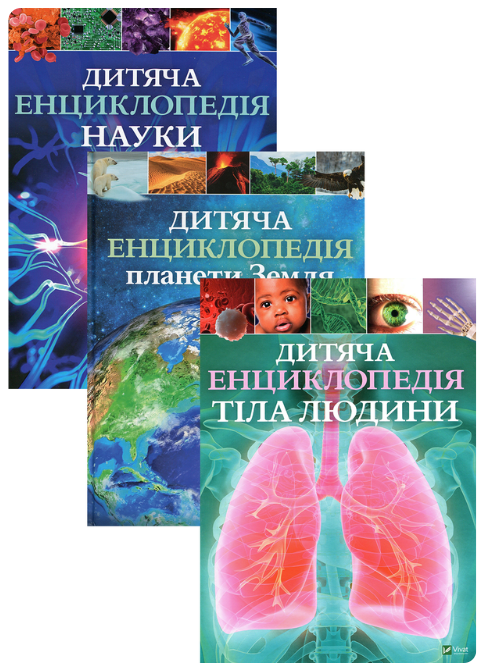 ДИТЯЧА
ЕНЦИКЛОПЕДІЯ
НАУКИ
ДИТЯЧА
ЕНЦИКЛОПЕДІЯ
планети Земля
ДИТЯЧА
ЕНЦИКЛОПЕДІЯ
ТІЛА ЛЮДИНИ
Vivat